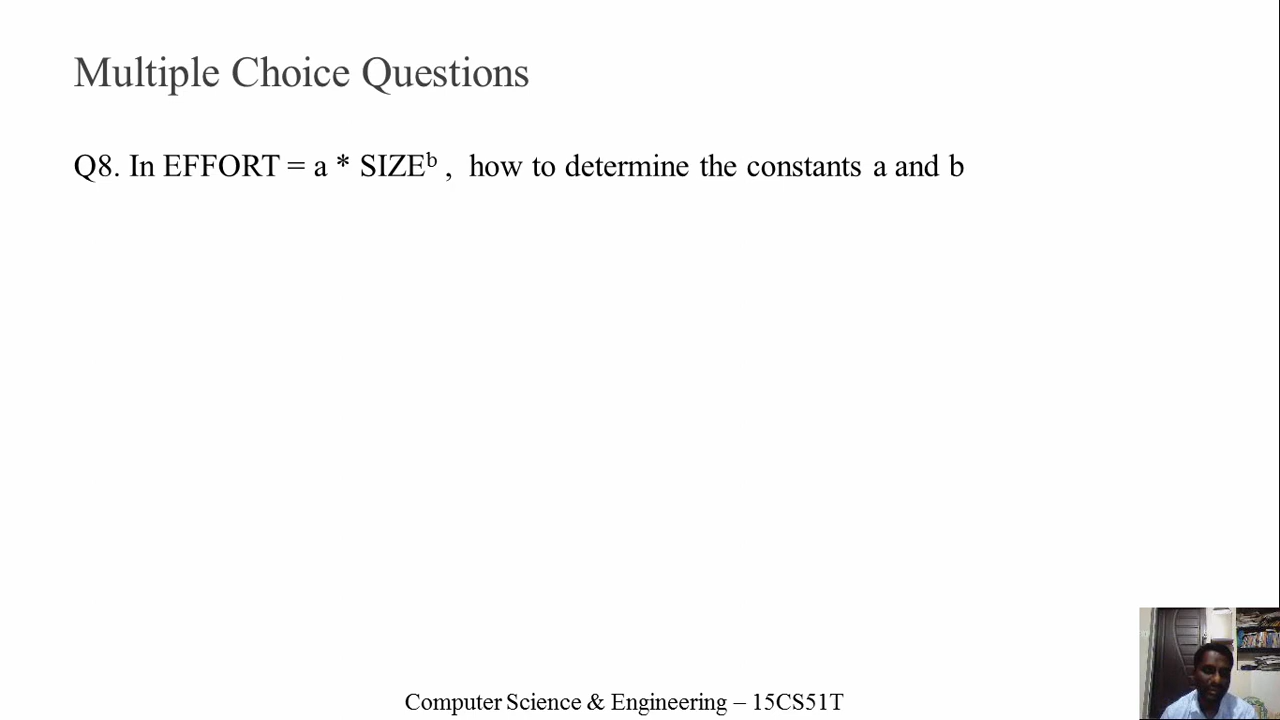 Multiple Choice Questions
Q8. In EFFORT = a * SIZEᵇ , how to determine the constants a and b
Computer Science & Engineering – 15CS51T